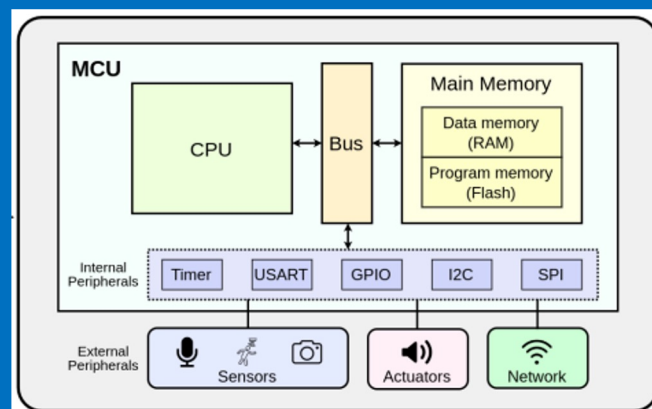 MCU
CPU
Bus
Main Memory
Data memory
(RAM)
Program memory
(Flash)
Internal
Peripherals
Timer
USART
GPIO
I2C
SPI
External
Peripherals
Sensors
Actuators
Network